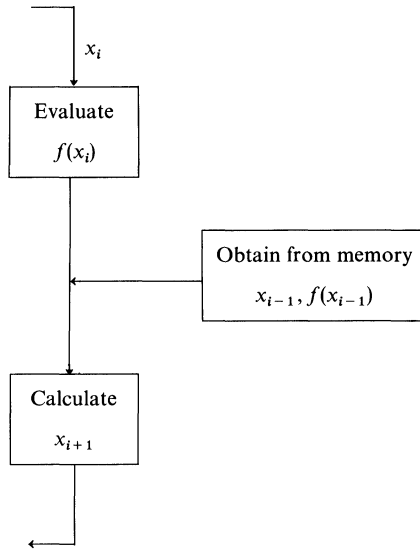 x_i
Evaluate
f(x_i)
Obtain from memory
x_{i-1}, f(x_{i-1})
Calculate
x_{i+1}